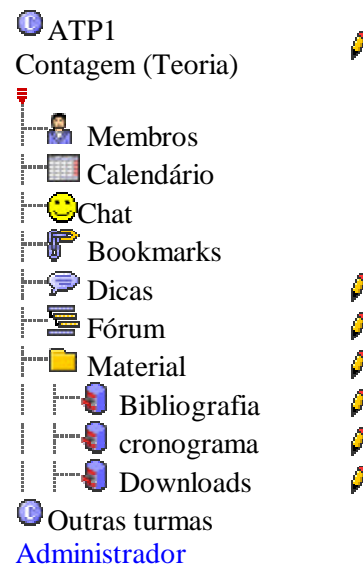 ATP1
Contagem (Teoria)
Membros
Calendário
Chat
Bookmarks
Dicas
Fórum
Material
Bibliografia
cronograma
Downloads
Outras turmas
Administrador